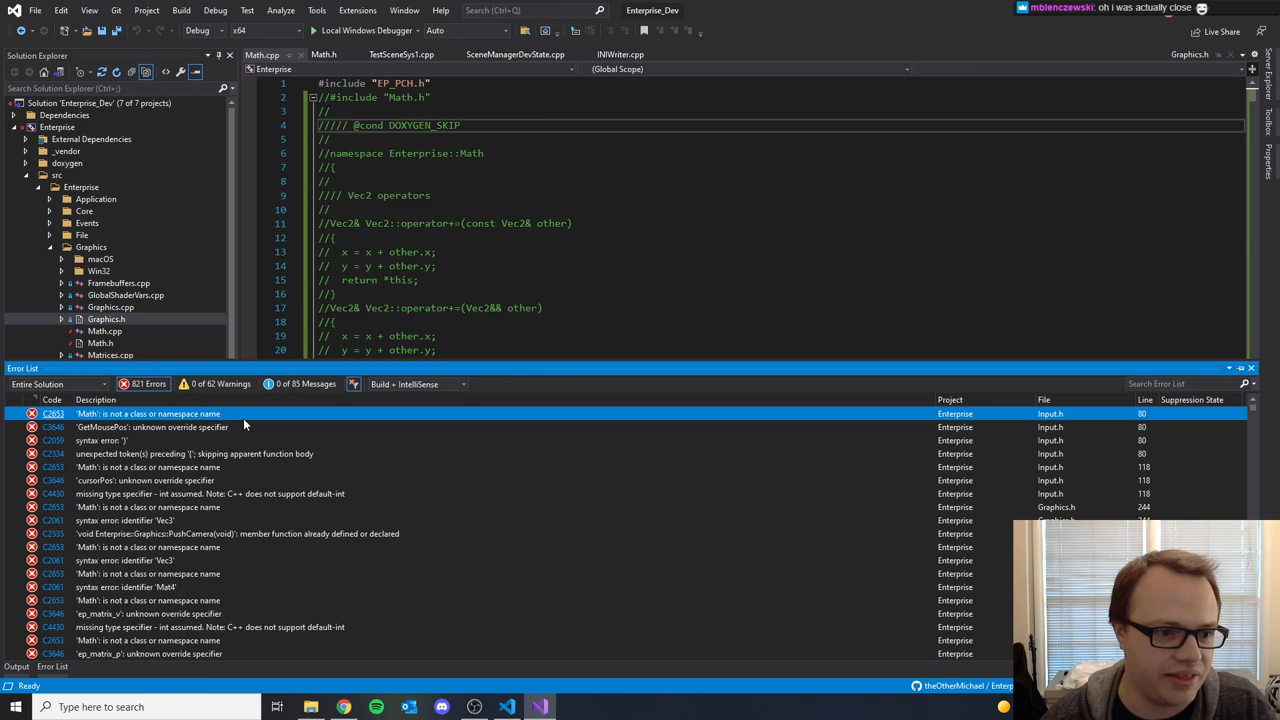 File Edit View Git Project Build Debug Test Analyze Tools Extensions Window Help Search (Ctrl+Q) Enterprise_Dev
mbienczewski: oh i was actually close
Debug x64 Local Windows Debugger Auto Live Share
Solution Explorer
Search Solution Explorer (Ctrl+;)
Solution 'Enterprise_Dev' (7 of 7 projects)
Dependencies
Enterprise
External Dependencies
_vendor
doxygen
src
Enterprise
Application
Core
Events
File
Graphics
macOS
Win32
Framebuffers.cpp
GlobalShaderVars.cpp
Graphics.cpp
Graphics.h
Math.cpp
Math.h
Matrices.cpp
Math.cpp Math.h TestSceneSys1.cpp SceneManagerDevState.cpp INIWriter.cpp Graphics.h
Enterprise (Global Scope)
1 #include "EP_PCH.h"
2 //#include "Math.h"
3 //
4 ///// @cond DOXYGEN_SKIP
5 //
6 //namespace Enterprise::Math
7 //{
8 //
9 //// Vec2 operators
10 //
11 //Vec2& Vec2::operator+=(const Vec2& other)
12 //{
13 // x = x + other.x;
14 // y = y + other.y;
15 // return *this;
16 //}
17 //Vec2& Vec2::operator+=(Vec2&& other)
18 //{
19 // x = x + other.x;
20 // y = y + other.y;
Server Explorer
Toolbox
Properties
Error List
Entire Solution 821 Errors 0 of 62 Warnings 0 of 85 Messages Build + IntelliSense Search Error List
Code Description Project File Line Suppression State
C2653 'Math': is not a class or namespace name Enterprise Input.h 80
C3646 'GetMousePos': unknown override specifier Enterprise Input.h 80
C2059 syntax error: ')' Enterprise Input.h 80
C2334 unexpected token(s) preceding '{'; skipping apparent function body Enterprise Input.h 80
C2653 'Math': is not a class or namespace name Enterprise Input.h 118
C3646 'cursorPos': unknown override specifier Enterprise Input.h 118
C4430 missing type specifier - int assumed. Note: C++ does not support default-int Enterprise Input.h 118
C2653 'Math': is not a class or namespace name Enterprise Graphics.h 244
C2061 syntax error: identifier 'Vec3' Enterprise Graphics.h 244
C2535 'void Enterprise::Graphics::PushCamera(void)': member function already defined or declared Enterprise
C2653 'Math': is not a class or namespace name Enterprise
C2061 syntax error: identifier 'Vec3' Enterprise
C2653 'Math': is not a class or namespace name Enterprise
C2061 syntax error: identifier 'Mat4' Enterprise
C2653 'Math': is not a class or namespace name Enterprise
C3646 'ep_matrix_v': unknown override specifier Enterprise
C4430 missing type specifier - int assumed. Note: C++ does not support default-int Enterprise
C2653 'Math': is not a class or namespace name Enterprise
C3646 'ep_matrix_p': unknown override specifier Enterprise
Output Error List
Ready theOtherMichael / Enterp
Type here to search